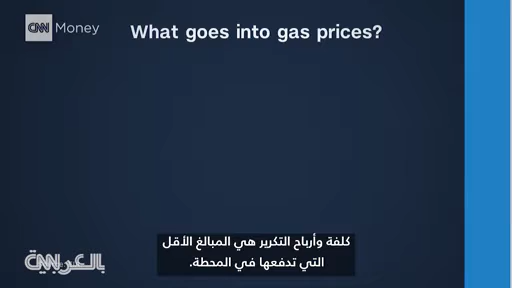 CNN Money
What goes into gas prices?
كلفة وأرباح التكرير هي المبالغ الأقل
التي تدفعها في المحطة.
CNN بالعربية